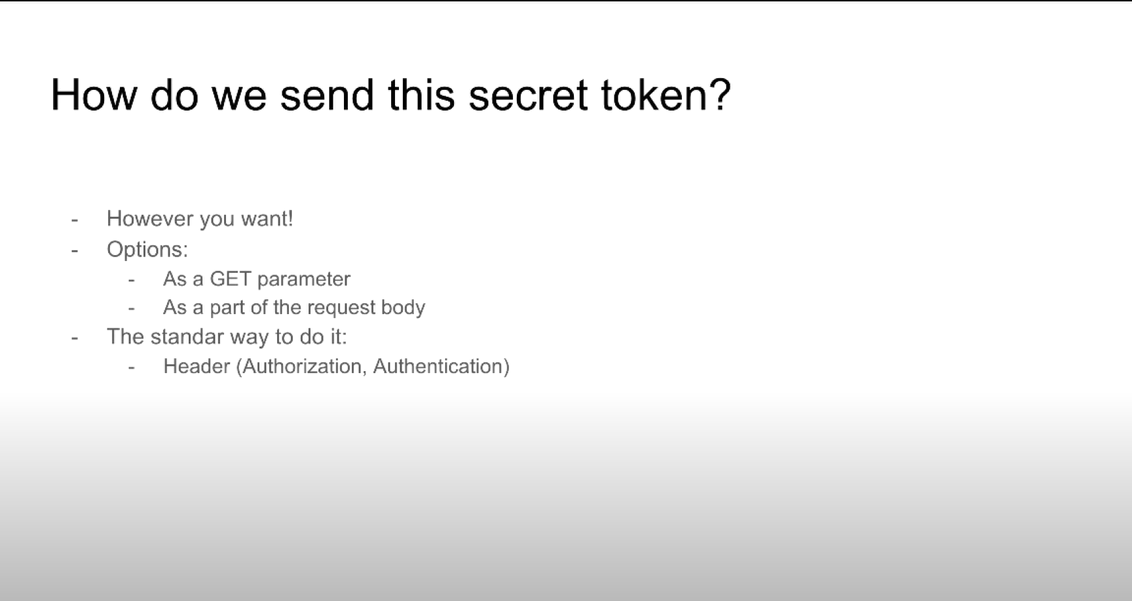 How do we send this secret token?
- However you want!
- Options:
- As a GET parameter
- As a part of the request body
- The standar way to do it:
- Header (Authorization, Authentication)